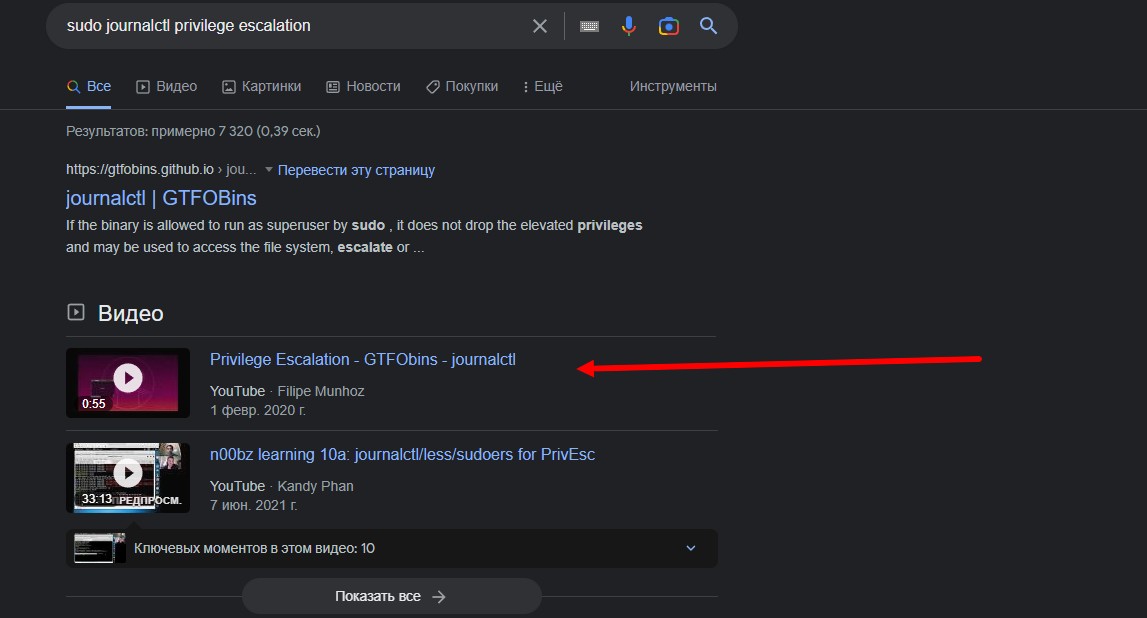 sudo journalctl privilege escalation
Все Видео Картинки Новости Покупки Ещё Инструменты
Результатов: примерно 7 320 (0,39 сек.)
https://gtfobins.github.io › jou... Перевести эту страницу
journalctl | GTFOBins
If the binary is allowed to run as superuser by sudo , it does not drop the elevated privileges
and may be used to access the file system, escalate or ...
Видео
Privilege Escalation - GTFObins - journalctl
YouTube · Filipe Munhoz
1 февр. 2020 г.
0:55
n00bz learning 10a: journalctl/less/sudoers for PrivEsc
YouTube · Kandy Phan
7 июн. 2021 г.
33:13 ПРЕДПРОСМ.
Ключевых моментов в этом видео: 10
Показать все